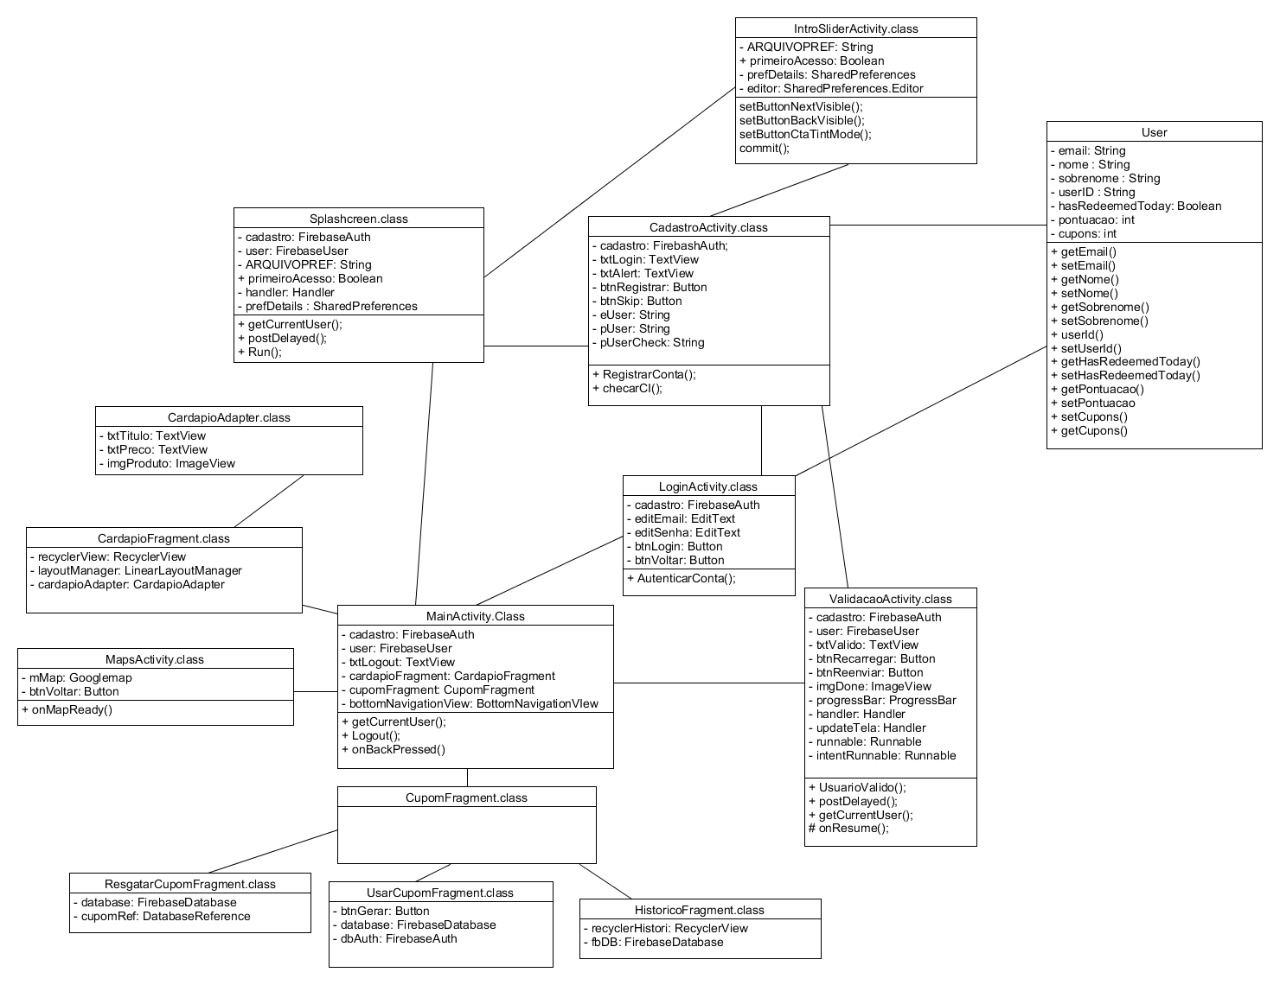 IntroSliderActivity.class
- ARQUIVOPREF: String
+ primeiroAcesso: Boolean
- prefDetails: SharedPreferences
- editor: SharedPreferences.Editor
setButtonNextVisible();
setButtonBackVisible();
setButtonCtaTintMode();
commit();
User
- email: String
- nome : String
- sobrenome : String
- userID : String
- hasRedeemedToday: Boolean
- pontuacao: int
- cupons: int
+ getEmail()
+ setEmail()
+ getNome()
+ setNome()
+ getSobrenome()
+ setSobrenome()
+ userId()
+ setUserId()
+ getHasRedeemedToday()
+ setHasRedeemedToday()
+ getPontuacao()
+ setPontuacao
+ setCupons()
+ getCupons()
Splashcreen.class
- cadastro: FirebaseAuth
- user: FirebaseUser
- ARQUIVOPREF: String
+ primeiroAcesso: Boolean
- handler: Handler
- prefDetails : SharedPreferences
+ getCurrentUser();
+ postDelayed();
+ Run();
CadastroActivity.class
- cadastro: FirebashAuth;
- txtLogin: TextView
- txtAlert: TextView
- btnRegistrar: Button
- btnSkip: Button
- eUser: String
- pUser: String
- pUserCheck: String
+ RegistrarConta();
+ checarCl();
CardapioAdapter.class
- txtTitulo: TextView
- txtPreco: TextView
- imgProduto: ImageView
LoginActivity.class
- cadastro: FirebaseAuth
- editEmail: EditText
- editSenha: EditText
- btnLogin: Button
- btnVoltar: Button
+ AutenticarConta();
CardapioFragment.class
- recyclerView: RecyclerView
- layoutManager: LinearLayoutManager
- cardapioAdapter: CardapioAdapter
ValidacaoActivity.class
- cadastro: FirebaseAuth
- user: FirebaseUser
- txtValido: TextView
- btnRecarregar: Button
- btnReenviar: Button
- imgDone: ImageView
- progressBar: ProgressBar
- handler: Handler
- updateTela: Handler
- runnable: Runnable
- intentRunnable: Runnable
+ UsuarioValido();
+ postDelayed();
+ getCurrentUser();
# onResume();
MainActivity.Class
- cadastro: FirebaseAuth
- user: FirebaseUser
- txtLogout: TextView
- cardapioFragment: CardapioFragment
- cupomFragment: CupomFragment
- bottomNavigationView: BottomNavigationVIew
+ getCurrentUser();
+ Logout();
+ onBackPressed()
MapsActivity.class
- mMap: Googlemap
- btnVoltar: Button
+ onMapReady()
CupomFragment.class
ResgatarCupomFragment.class
- database: FirebaseDatabase
- cupomRef: DatabaseReference
UsarCupomFragment.class
- btnGerar: Button
- database: FirebaseDatabase
- dbAuth: FirebaseAuth
HistoricoFragment.class
- recyclerHistori: RecyclerView
- fbDB: FirebaseDatabase